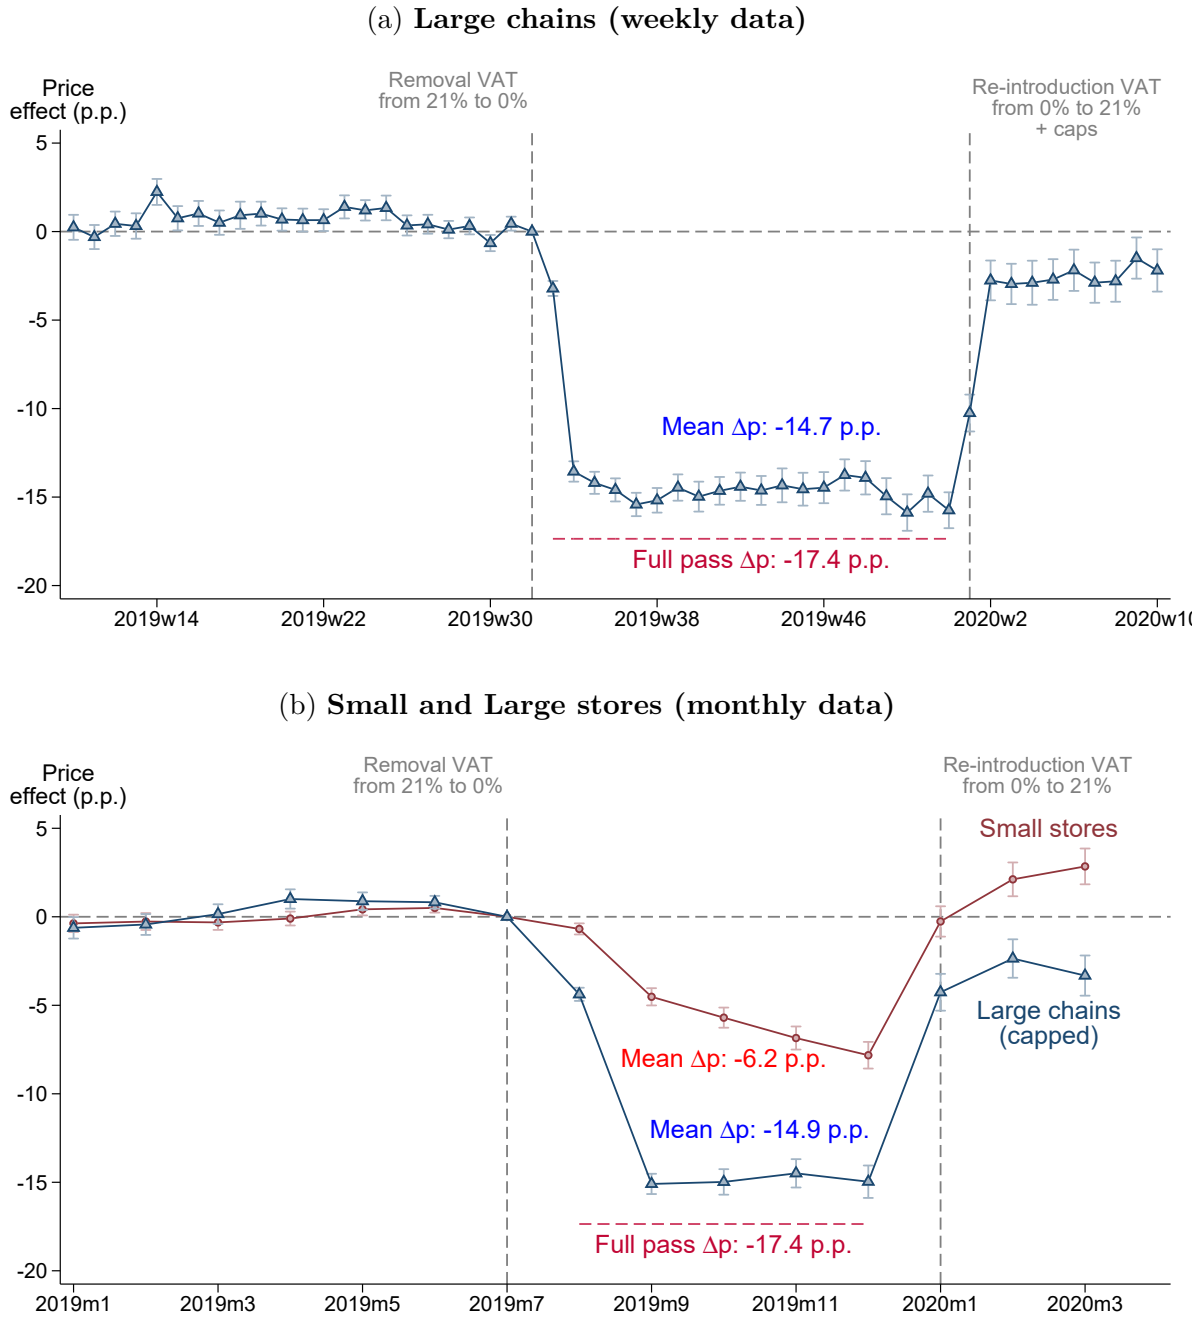 (a) Large chains (weekly data)
Removal VAT
from 21% to 0%
Re-introduction VAT
from 0% to 21%
+ caps
Price
effect (p.p.)
5
0
-5
-10
-15
-20
Mean Δp: -14.7 p.p.
Full pass Δp: -17.4 p.p.
2019w14 2019w22 2019w30 2019w38 2019w46 2020w2 2020w10
(b) Small and Large stores (monthly data)
Removal VAT
from 21% to 0%
Re-introduction VAT
from 0% to 21%
Price
effect (p.p.)
5
0
-5
-10
-15
-20
Small stores
Large chains
(capped)
Mean Δp: -6.2 p.p.
Mean Δp: -14.9 p.p.
Full pass Δp: -17.4 p.p.
2019m1 2019m3 2019m5 2019m7 2019m9 2019m11 2020m1 2020m3